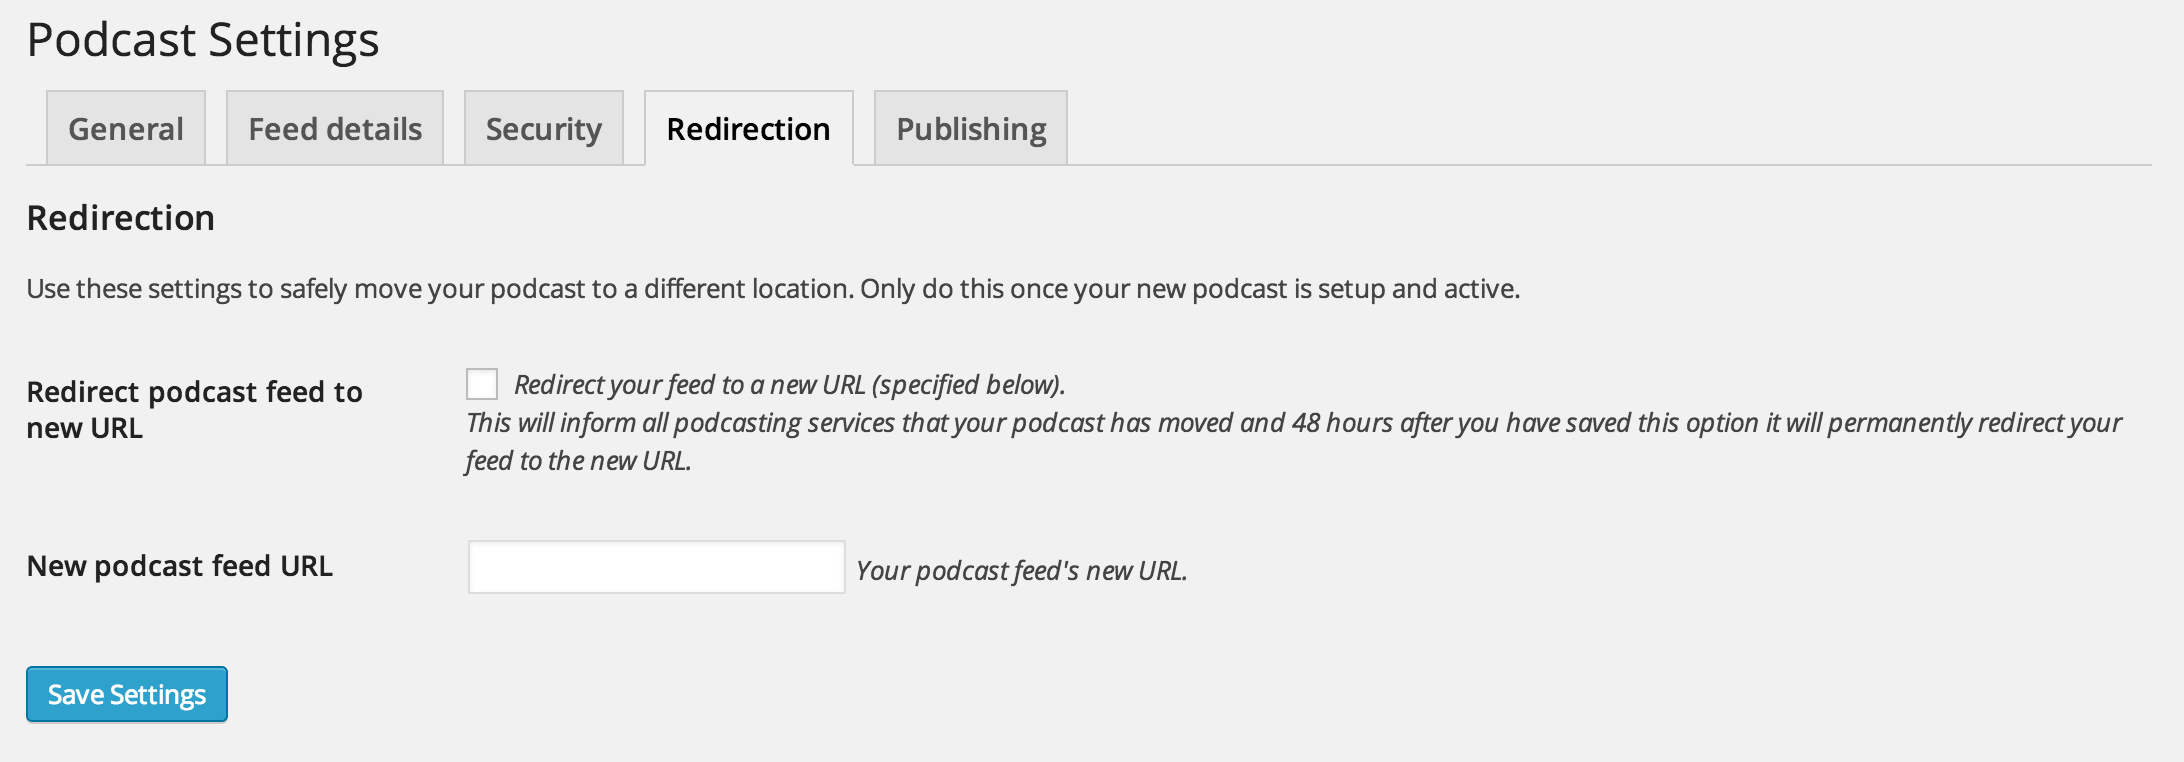 Podcast Settings
General
Feed details
Security
Redirection
Publishing
Redirection
Use these settings to safely move your podcast to a different location. Only do this once your new podcast is setup and active.
Redirect podcast feed to
new URL
Redirect your feed to a new URL (specified below).
This will inform all podcasting services that your podcast has moved and 48 hours after you have saved this option it will permanently redirect your
feed to the new URL.
New podcast feed URL
Your podcast feed's new URL.
Save Settings